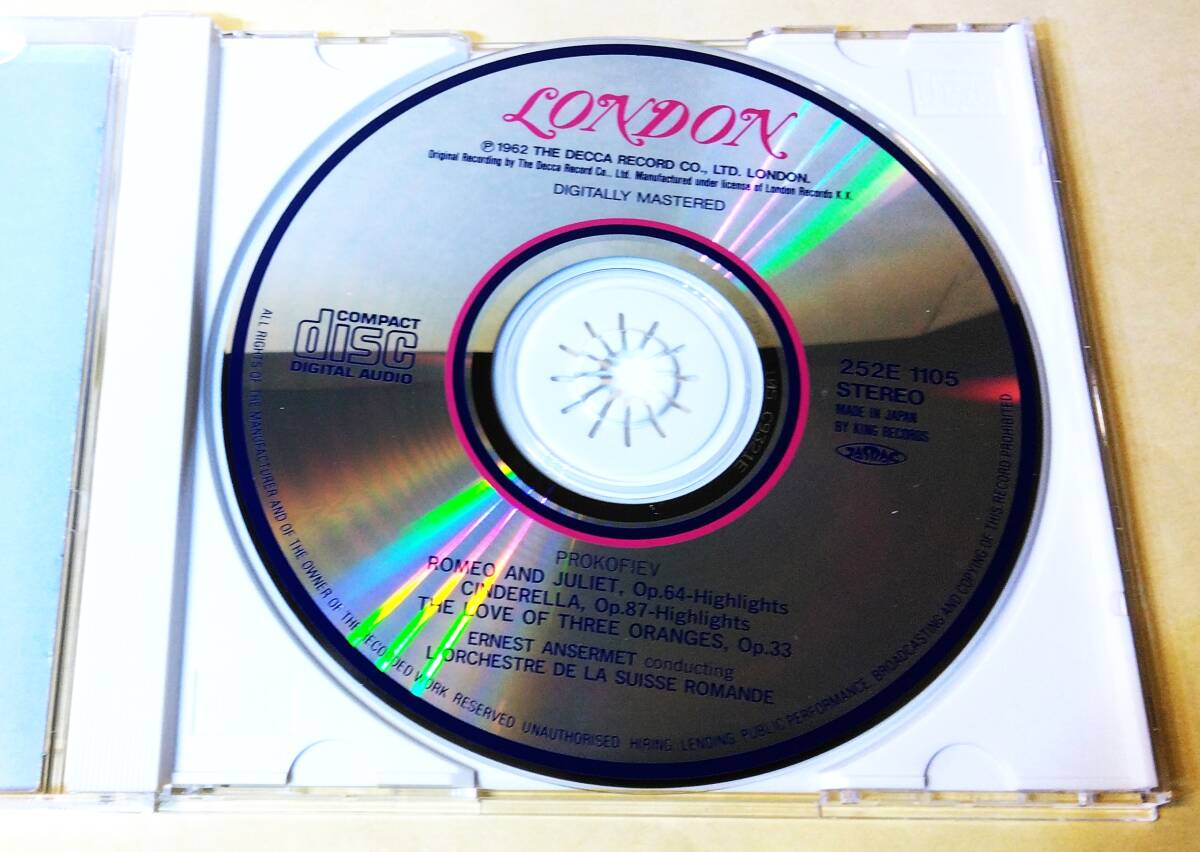 LONDON
Ⓟ 1962 THE DECCA RECORD CO., LTD. LONDON.
Original Recording by The Decca Record Co., Ltd. Manufactured under license of London Records K.K.
DIGITALLY MASTERED
COMPACT
disc
DIGITAL AUDIO
252E 1105
STEREO
MADE IN JAPAN
BY KING RECORDS
JASRAC
PROKOFIEV
ROMEO AND JULIET, Op.64-Highlights
CINDERELLA, Op.87-Highlights
THE LOVE OF THREE ORANGES, Op.33
ERNEST ANSERMET conducting
L'ORCHESTRE DE LA SUISSE ROMANDE
ALL RIGHTS OF THE MANUFACTURER AND OF THE OWNER OF THE RECORDED WORK RESERVED UNAUTHORISED HIRING LENDING PUBLIC PERFORMANCE, BROADCASTING AND COPYING OF THIS RECORD PROHIBITED